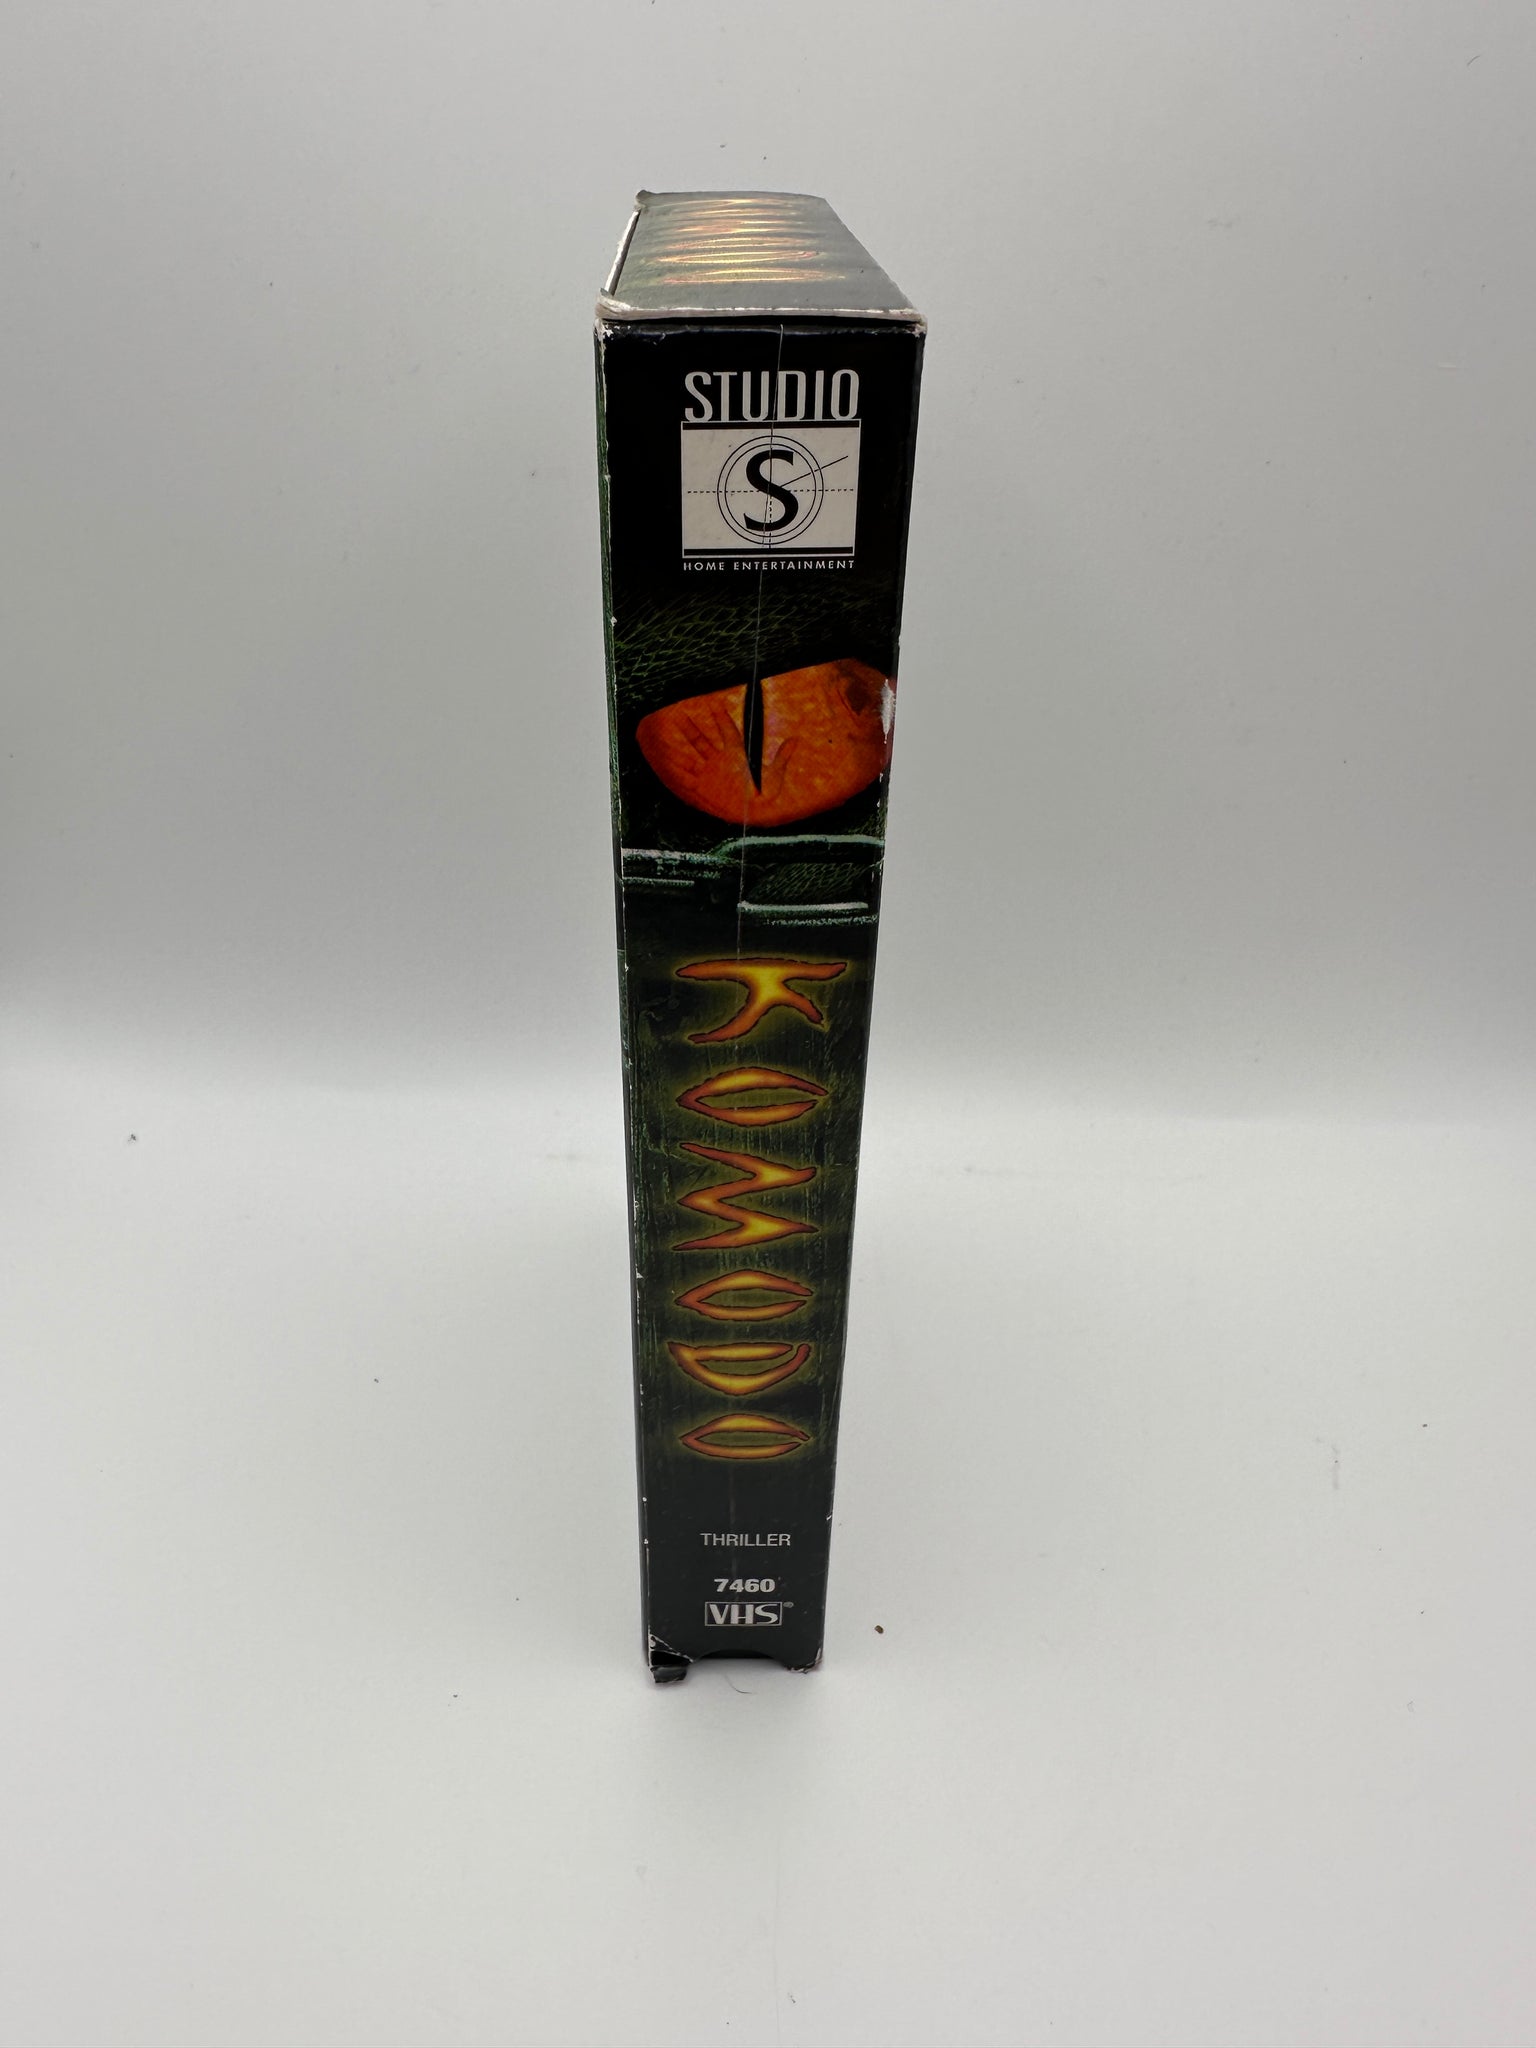 STUDIO
S
HOME ENTERTAINMENT
KOMODO
THRILLER
7460
VHS®